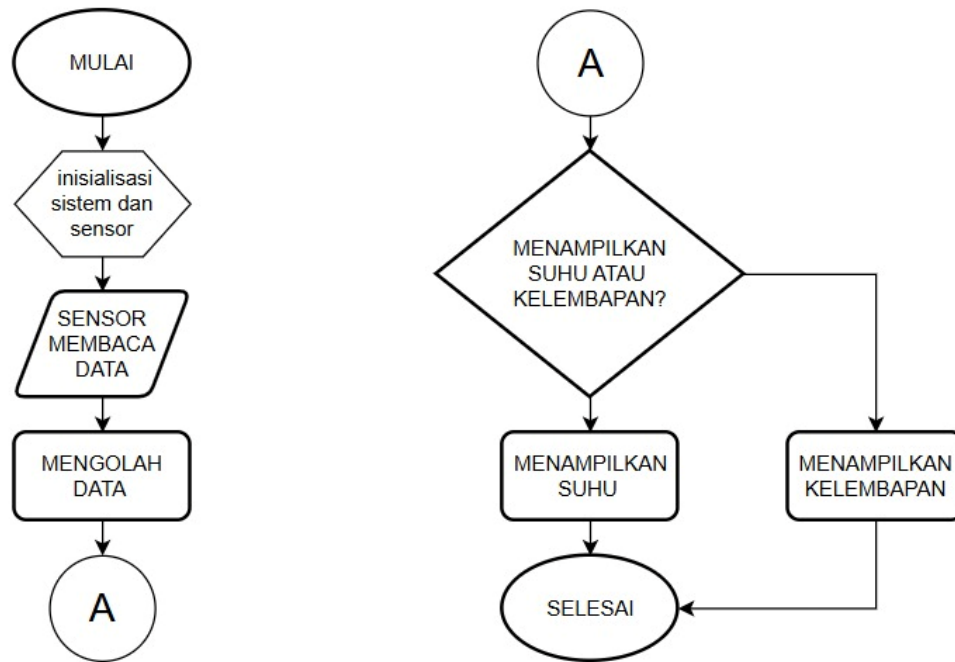 MULAI
inisialisasi
sistem dan
sensor
SENSOR
MEMBACA
DATA
MENGOLAH
DATA
A
A
MENAMPILKAN
SUHU ATAU
KELEMBAPAN?
MENAMPILKAN
SUHU
MENAMPILKAN
KELEMBAPAN
SELESAI